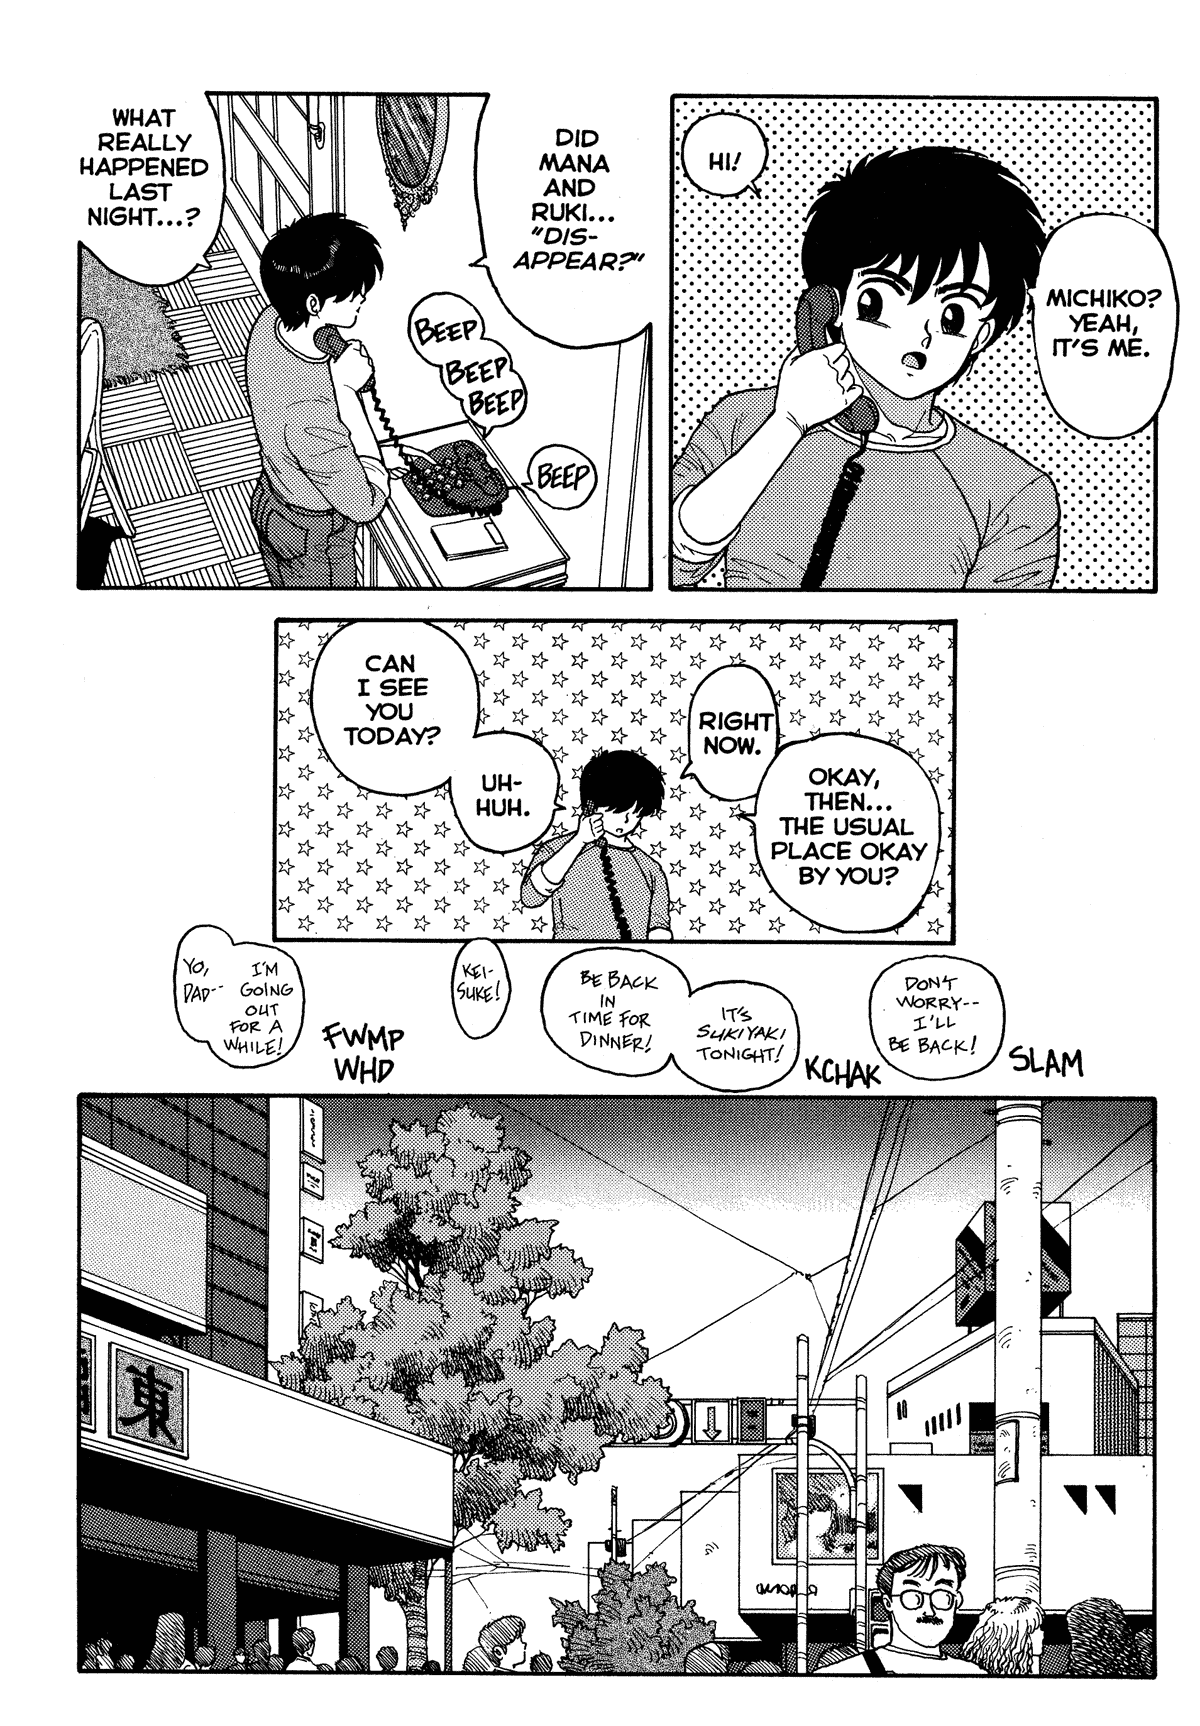 WHAT
REALLY
HAPPENED
LAST
NIGHT...?
DID
MANA
AND
RUKI...
"DIS-
APPEAR?"
BEEP
BEEP
BEEP
BEEP
HI!
MICHIKO?
YEAH,
IT'S ME.
CAN
I SEE
YOU
TODAY?
UH-
HUH.
RIGHT
NOW.
OKAY,
THEN...
THE USUAL
PLACE OKAY
BY YOU?
YO,
DAD--
I'M
GOING
OUT
FOR A
WHILE!
FWMP
WHD
KEI-
SUKE!
BE BACK
IN
TIME FOR
DINNER!
IT'S
SUKIYAKI
TONIGHT!
KCHAK
DON'T
WORRY--
I'LL
BE BACK!
SLAM
東